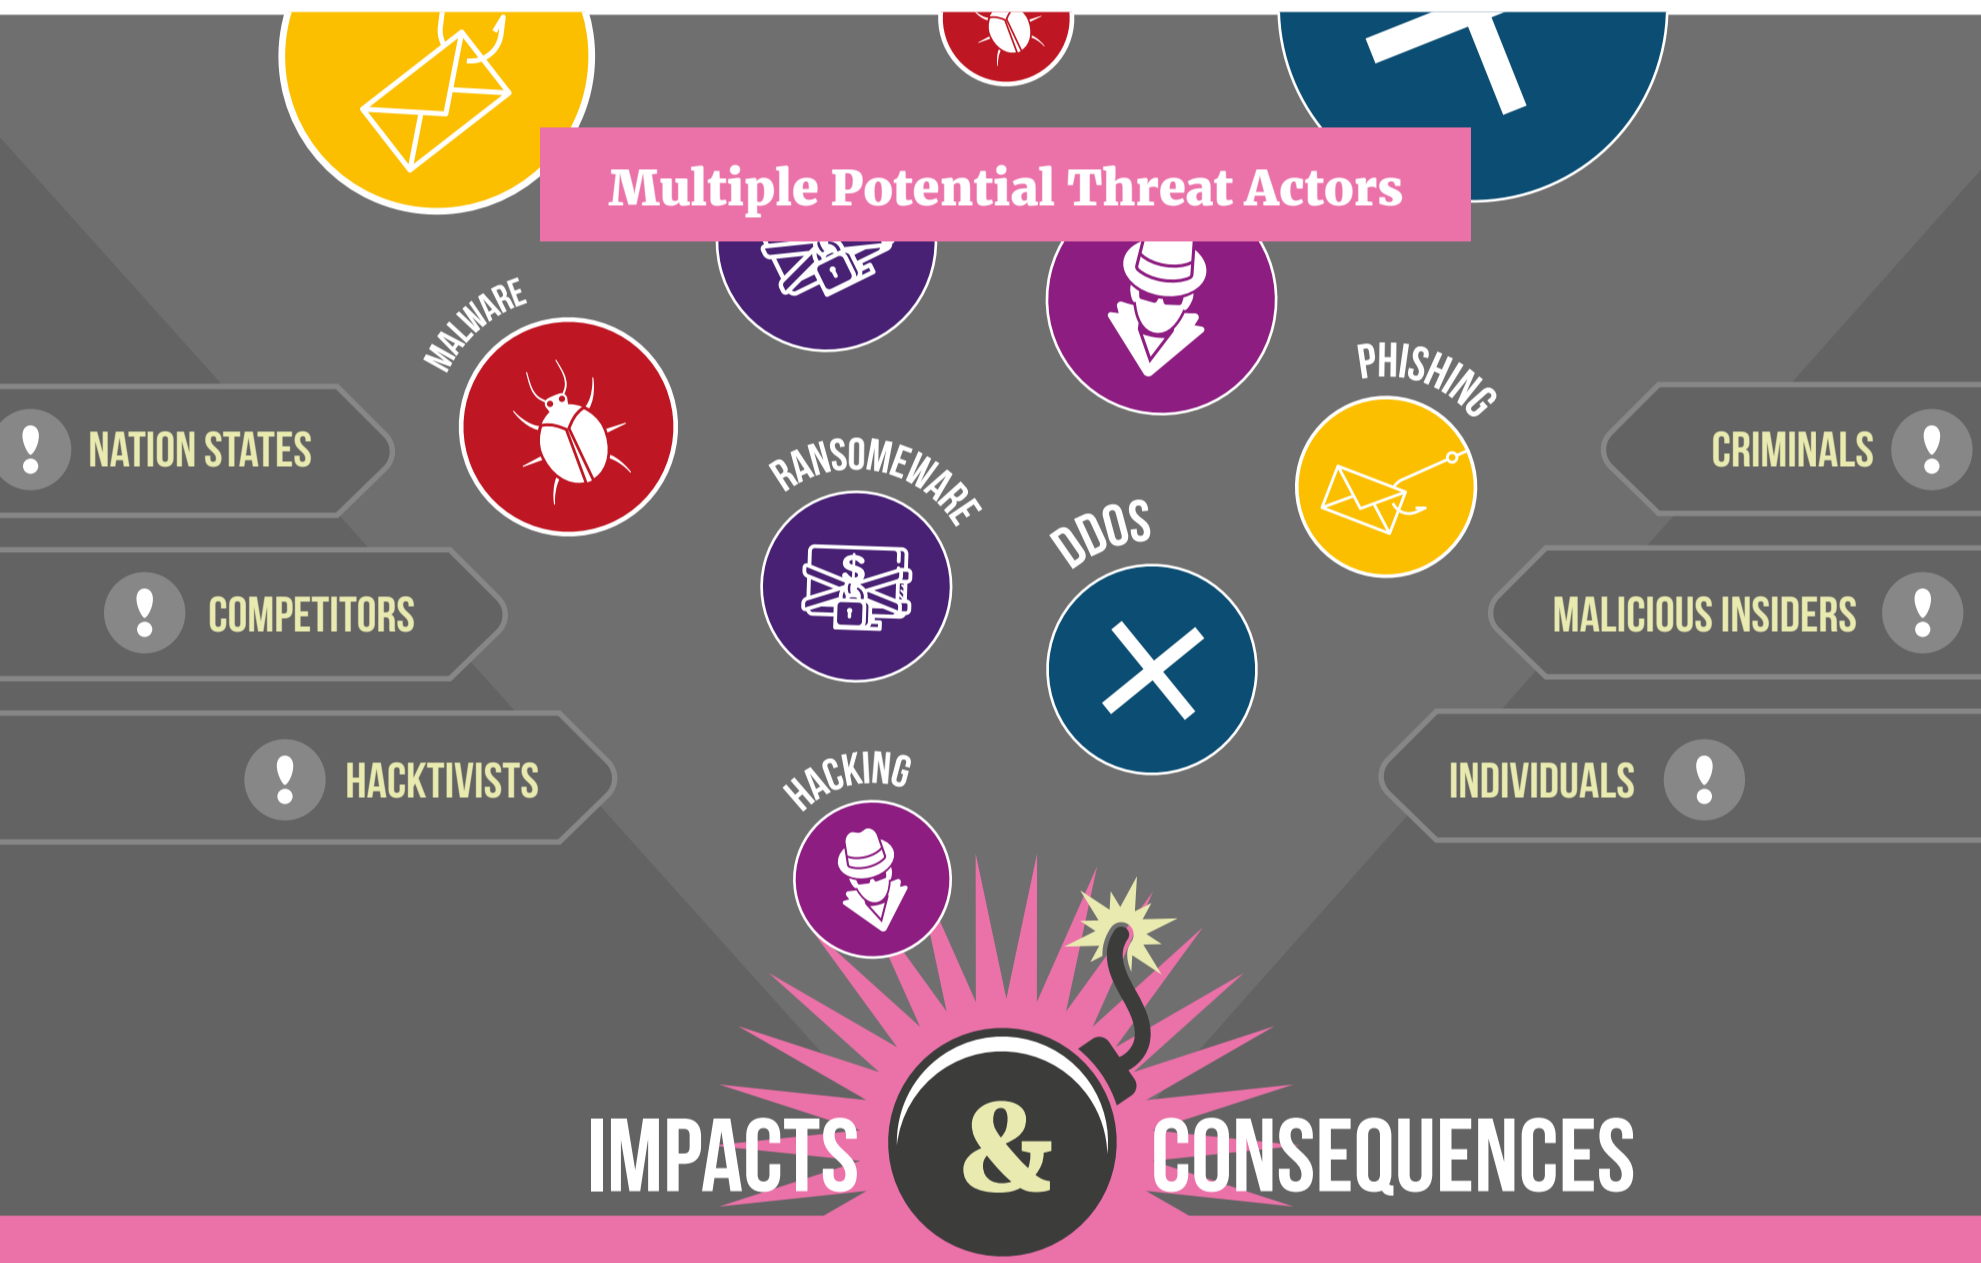 Multiple Potential Threat Actors
MALWARE
PHISHING
RANSOMEWARE
DDOS
HACKING
! NATION STATES
! COMPETITORS
! HACKTIVISTS
CRIMINALS !
MALICIOUS INSIDERS !
INDIVIDUALS !
IMPACTS & CONSEQUENCES